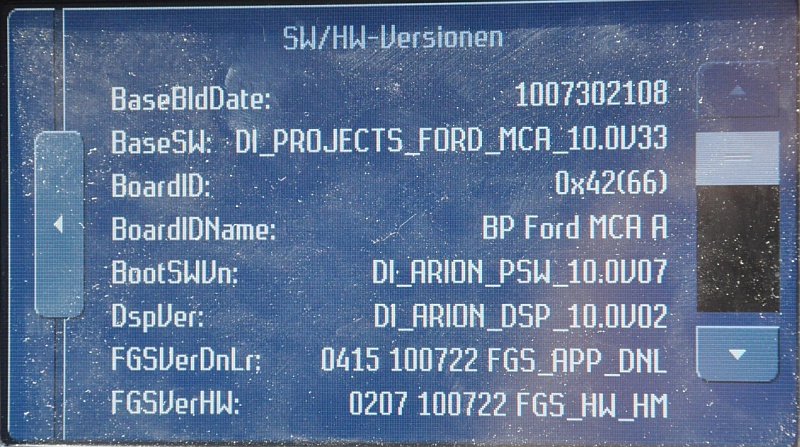 SW/HW-Versionen
BaseBldDate: 1007302108
BaseSW: DI_PROJECTS_FORD_MCA_10.0V33
BoardID: 0x42(66)
BoardIDName: BP Ford MCA A
BootSWVn: DI_ARION_PSW_10.0V07
DspVer: DI_ARION_DSP_10.0V02
FGSVerDnLr: 0415 100722 FGS_APP_DNL
FGSVerHW: 0207 100722 FGS_HW_HM